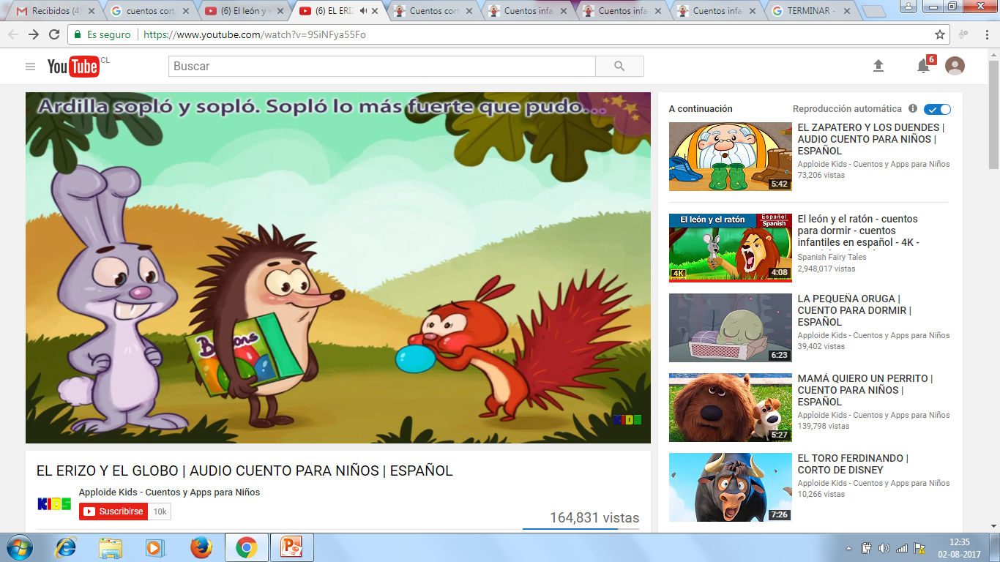 Recibidos (4)
cuentos cort
(6) El león y
(6) EL ERIZ
Cuentos cort
Cuentos infa
Cuentos infa
Cuentos infa
TERMINAR -
Es seguro
https://www.youtube.com/watch?v=9SiNFya55Fo
YouTube CL
Buscar
6
Ardilla sopló y sopló. Sopló lo más fuerte que pudo...
KIDS
EL ERIZO Y EL GLOBO | AUDIO CUENTO PARA NIÑOS | ESPAÑOL
KIDS
Apploide Kids - Cuentos y Apps para Niños
Suscribirse 10k
164,831 vistas
A continuación
Reproducción automática
EL ZAPATERO Y LOS DUENDES |
AUDIO CUENTO PARA NIÑOS |
ESPAÑOL
Apploide Kids - Cuentos y Apps para Niños
73,206 vistas
5:42
El león y el ratón
Español
Spanish
4K
4:08
El león y el ratón - cuentos
para dormir - cuentos
infantiles en español - 4K -
Spanish Fairy Tales
2,948,017 vistas
LA PEQUEÑA ORUGA |
CUENTO PARA DORMIR |
ESPAÑOL
Apploide Kids - Cuentos y Apps para Niños
39,402 vistas
6:23
MAMÁ QUIERO UN PERRITO |
CUENTO PARA NIÑOS |
ESPAÑOL
Apploide Kids - Cuentos y Apps para Niños
139,798 vistas
5:27
EL TORO FERDINANDO |
CORTO DE DISNEY
Apploide Kids - Cuentos y Apps para Niños
10,266 vistas
7:26
12:35
02-08-2017